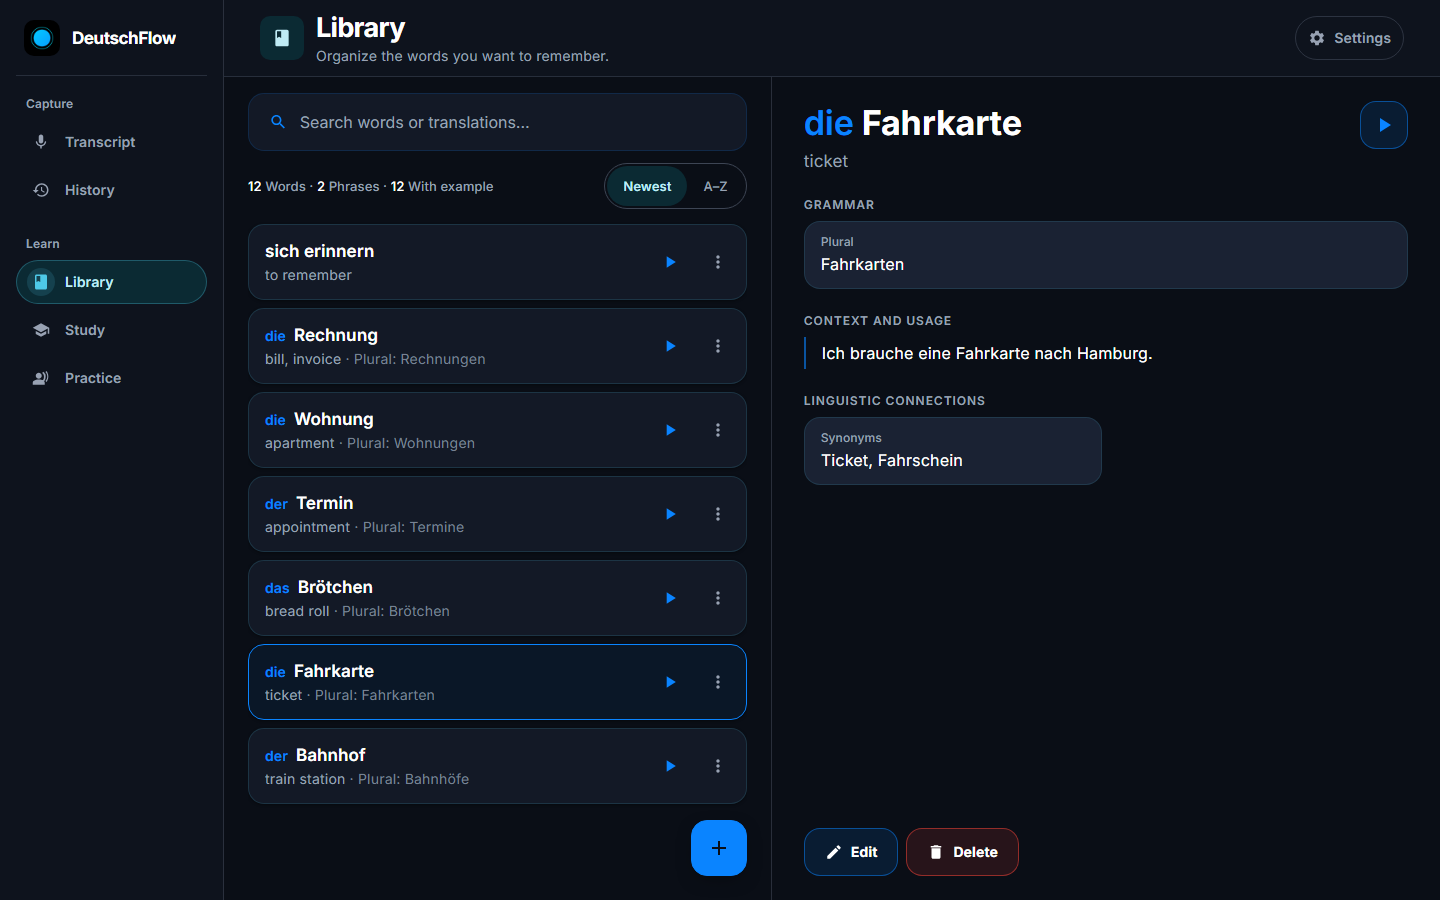 DeutschFlow
Capture
Transcript
History
Learn
Library
Study
Practice
Library
Organize the words you want to remember.
Settings
Search words or translations...
12 Words · 2 Phrases · 12 With example
Newest
A–Z
sich erinnern
to remember
die Rechnung
bill, invoice · Plural: Rechnungen
die Wohnung
apartment · Plural: Wohnungen
der Termin
appointment · Plural: Termine
das Brötchen
bread roll · Plural: Brötchen
die Fahrkarte
ticket · Plural: Fahrkarten
der Bahnhof
train station · Plural: Bahnhöfe
die Fahrkarte
ticket
GRAMMAR
Plural
Fahrkarten
CONTEXT AND USAGE
Ich brauche eine Fahrkarte nach Hamburg.
LINGUISTIC CONNECTIONS
Synonyms
Ticket, Fahrschein
Edit
Delete